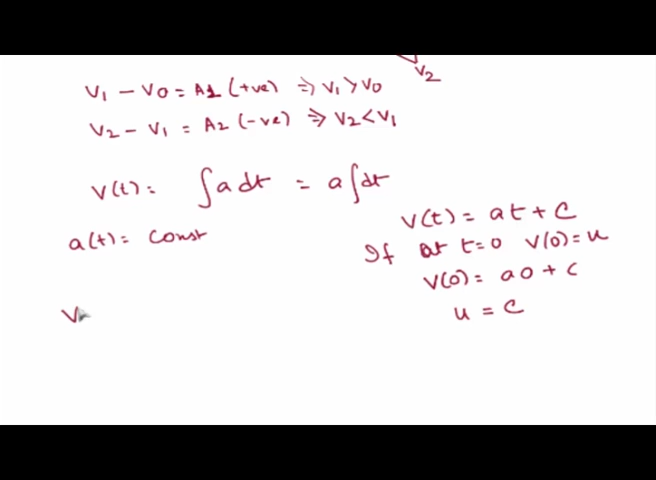 V2
V1 - V0 = A1 (+ve) ⇒ V1 > V0
V2 - V1 = A2 (-ve) ⇒ V2 < V1
V(t) = ∫a dt = a∫dt
a(t) = const
V(t) = at + C
If at t=0 V(0) = u
V(0) = a0 + c
u = C
V